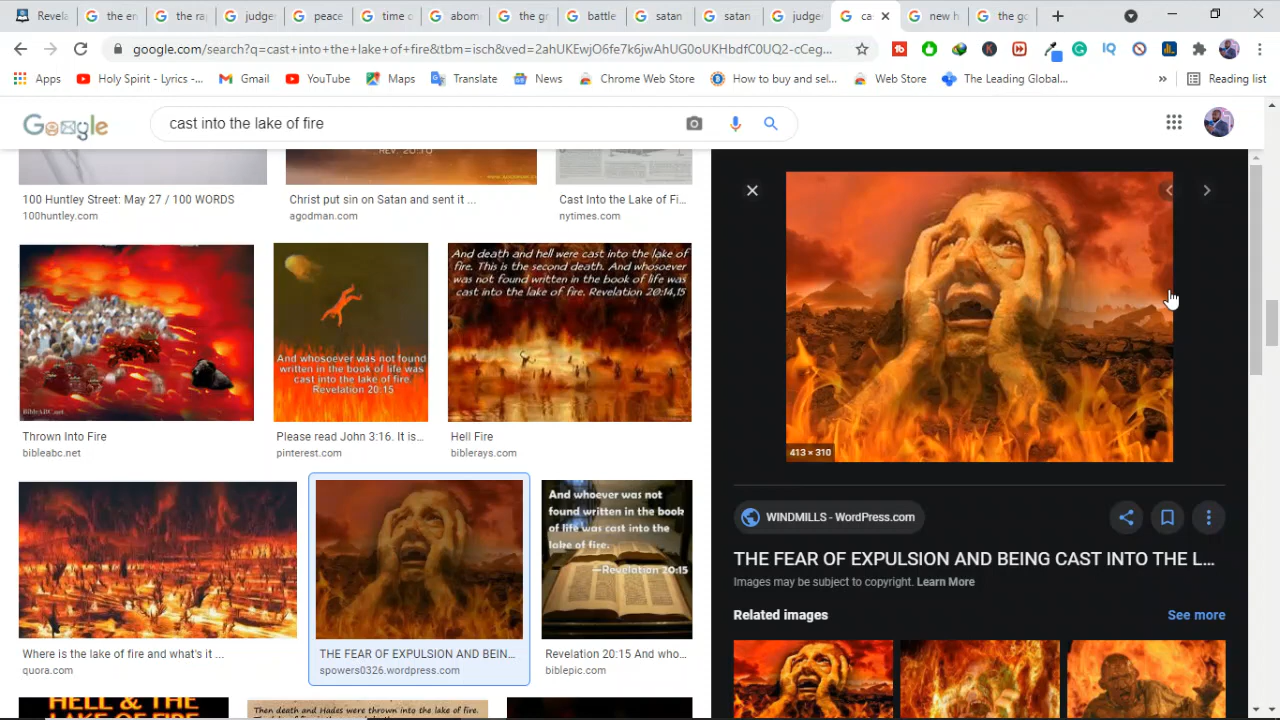 Revela
the en
the ra
judgem
peace
time o
abomi
the gr
battle
satan
satan
judgem
cas
new h
the go
google.com/search?q=cast+into+the+lake+of+fire&tbm=isch&ved=2ahUKEwjO6fe7k6jwAhUG0oUKHbdfC0UQ2-cCeg...
Apps
Holy Spirit - Lyrics -...
Gmail
YouTube
Maps
Translate
News
Chrome Web Store
How to buy and sel...
Web Store
The Leading Global...
»
Reading list
Google
cast into the lake of fire
REV. 20:10
100 Huntley Street: May 27 / 100 WORDS
100huntley.com
Christ put sin on Satan and sent it ...
agodman.com
Cast Into the Lake of Fi...
nytimes.com
BibleABC.net
And whosoever was not found
written in the book of life was
cast into the lake of fire.
Revelation 20:15
And death and hell were cast into the lake of
fire. This is the second death. And whosoever
was not found written in the book of life was
cast into the lake of fire. Revelation 20:14,15
Thrown Into Fire
bibleabc.net
Please read John 3:16. It is...
pinterest.com
Hell Fire
biblerays.com
And whoever was not
found written in the book
of life was cast into the
lake of fire.
—Revelation 20:15
Where is the lake of fire and what's it ...
quora.com
THE FEAR OF EXPULSION AND BEIN...
spowers0326.wordpress.com
Revelation 20:15 And who...
biblepic.com
HELL & THE
LAKE OF FIRE
Then death and Hades were thrown into the lake of fire.
413 × 310
WINDMILLS - WordPress.com
THE FEAR OF EXPULSION AND BEING CAST INTO THE L...
Images may be subject to copyright. Learn More
Related images
See more